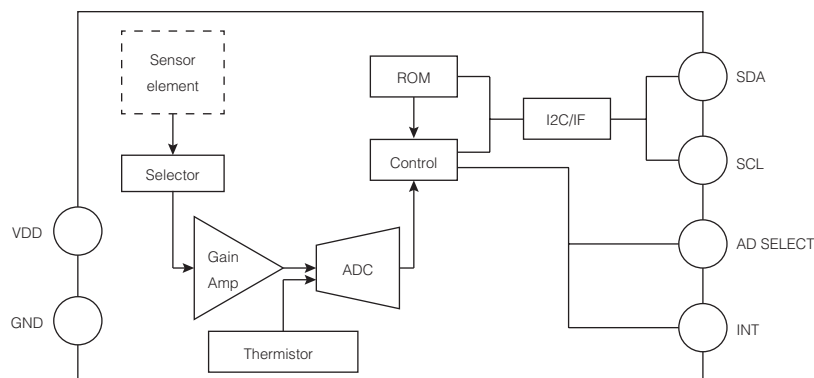 Sensor
element
ROM
SDA
I2C/IF
Selector
Control
SCL
VDD
Gain
Amp
ADC
AD SELECT
GND
Thermistor
INT